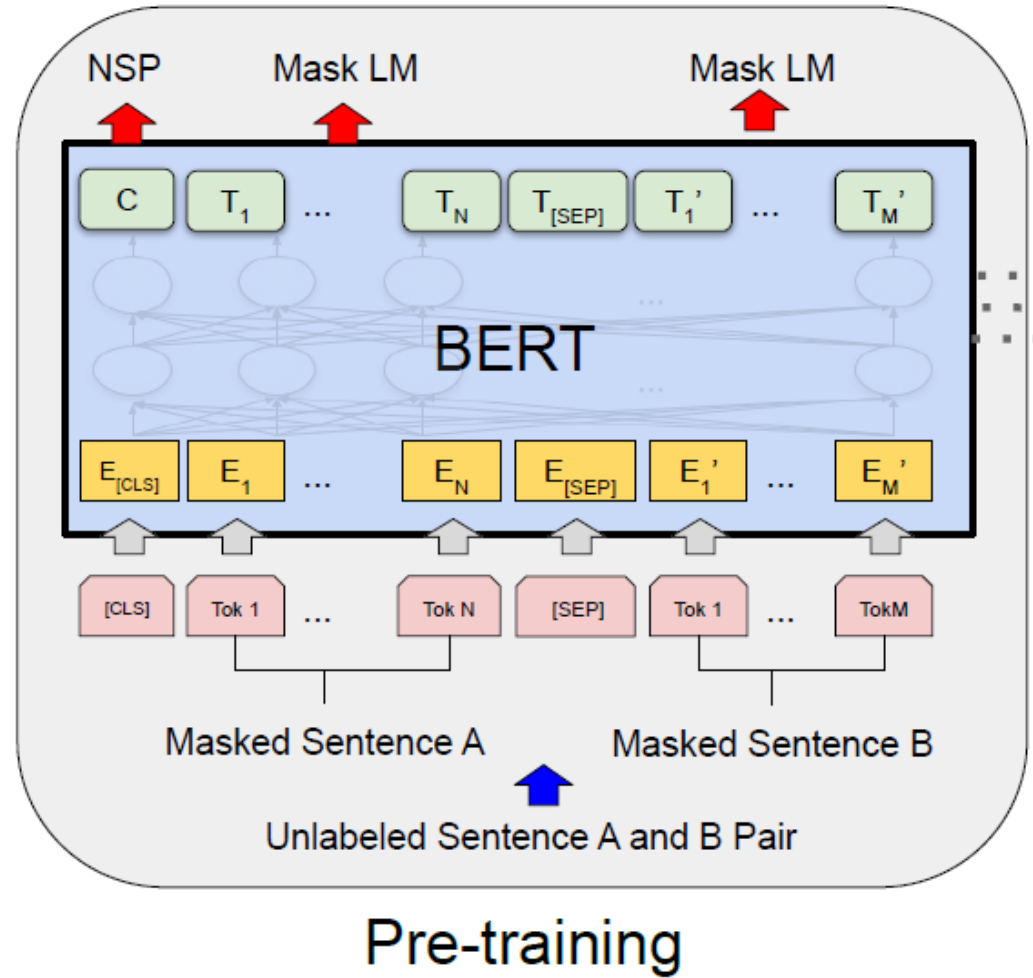 NSP Mask LM Mask LM
C T1 ... TN T[SEP] T1' ... TM'
...
BERT
...
E[CLS] E1 ... EN E[SEP] E1' ... EM'
[CLS] Tok 1 ... Tok N [SEP] Tok 1 ... TokM
Masked Sentence A Masked Sentence B
Unlabeled Sentence A and B Pair
Pre-training